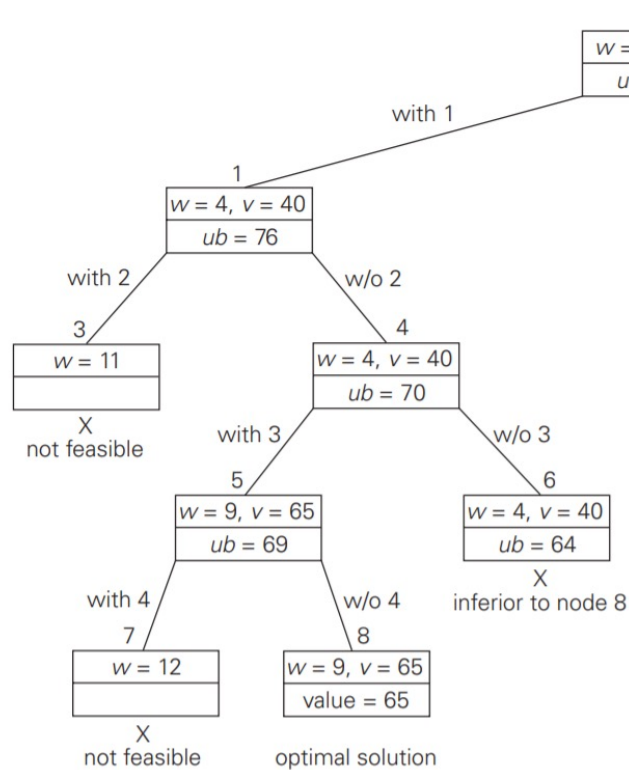 w =
u
with 1
1
w = 4, v = 40
ub = 76
with 2
w/o 2
3
4
w = 11
w = 4, v = 40
ub = 70
X
not feasible
with 3
w/o 3
5
6
w = 9, v = 65
w = 4, v = 40
ub = 69
ub = 64
X
inferior to node 8
with 4
w/o 4
7
8
w = 12
w = 9, v = 65
value = 65
X
not feasible
optimal solution